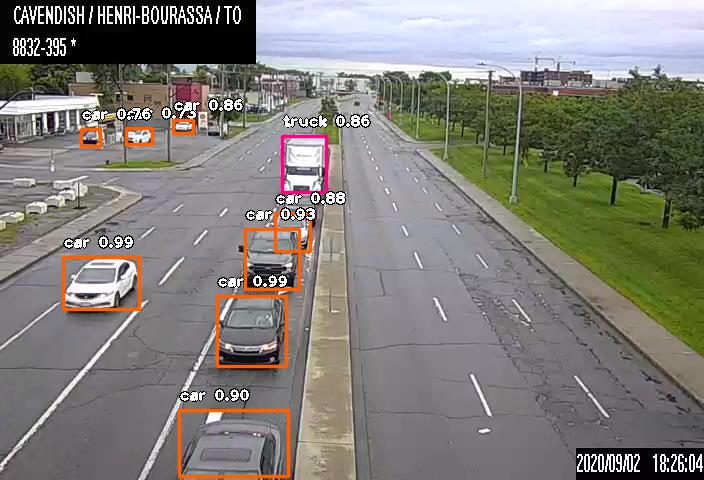 CAVENDISH / HENRI-BOURASSA / TO
8832-395 *
car 0.76
0.73
car 0.86
truck 0.86
car 0.88
car 0.93
car 0.99
car 0.99
car 0.90
2020/09/02 18:26:04